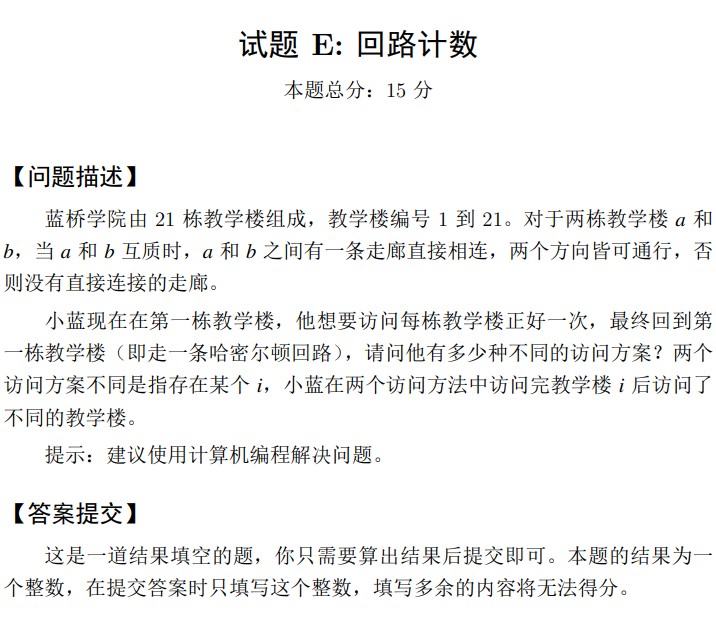 试题 E: 回路计数
本题总分：15 分
【问题描述】
蓝桥学院由 21 栋教学楼组成，教学楼编号 1 到 21。对于两栋教学楼 a 和
b，当 a 和 b 互质时，a 和 b 之间有一条走廊直接相连，两个方向皆可通行，否
则没有直接连接的走廊。
小蓝现在在第一栋教学楼，他想要访问每栋教学楼正好一次，最终回到第
一栋教学楼（即走一条哈密尔顿回路），请问他有多少种不同的访问方案？两个
访问方案不同是指存在某个 i，小蓝在两个访问方法中访问完教学楼 i 后访问了
不同的教学楼。
提示：建议使用计算机编程解决问题。
【答案提交】
这是一道结果填空的题，你只需要算出结果后提交即可。本题的结果为一
个整数，在提交答案时只填写这个整数，填写多余的内容将无法得分。